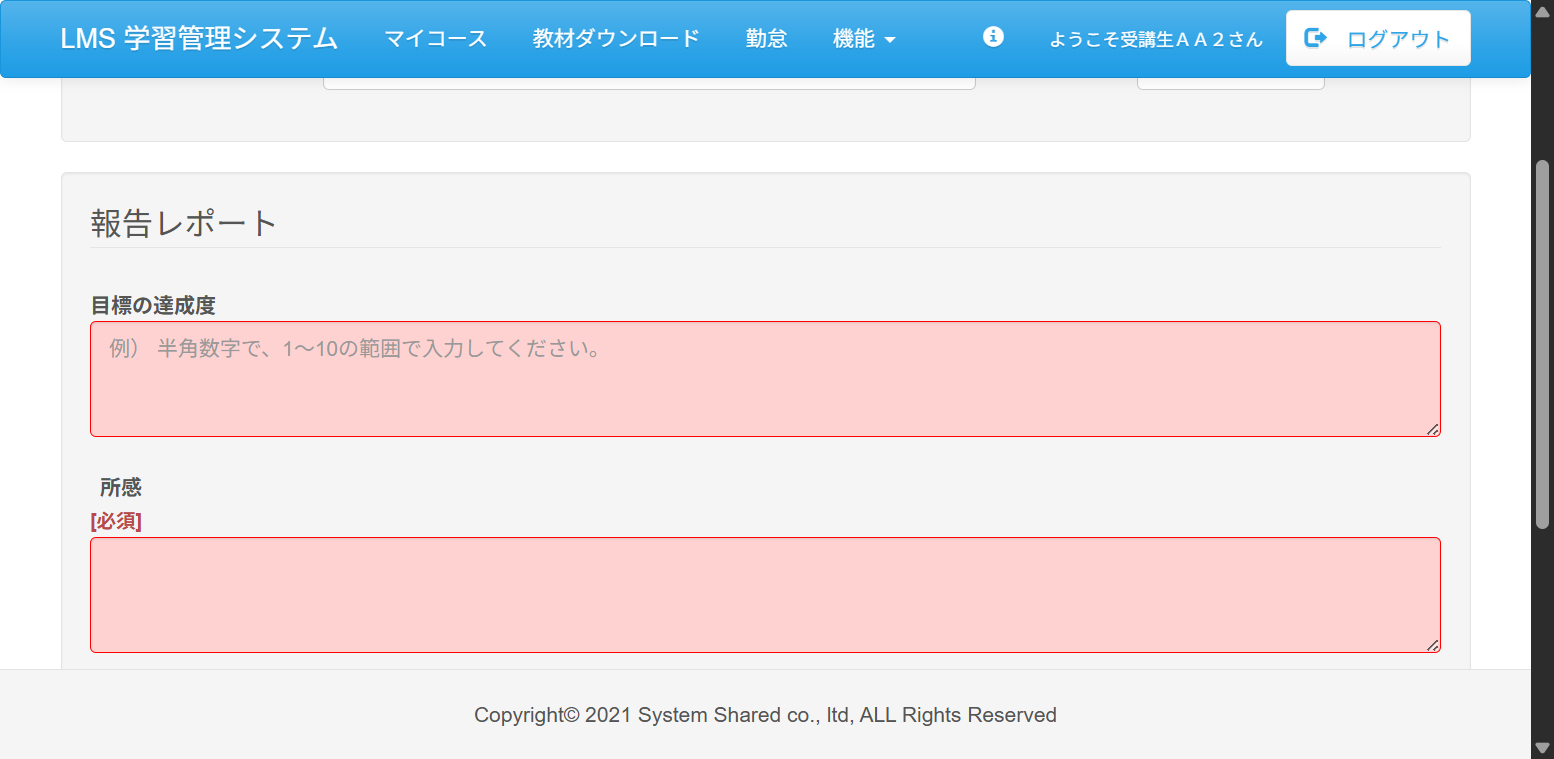 LMS 学習管理システム マイコース 教材ダウンロード 勤怠 機能 ようこそ受講生ＡＡ２さん ログアウト
報告レポート
目標の達成度
例） 半角数字で、1～10の範囲で入力してください。
所感
[必須]
Copyright© 2021 System Shared co., ltd, ALL Rights Reserved